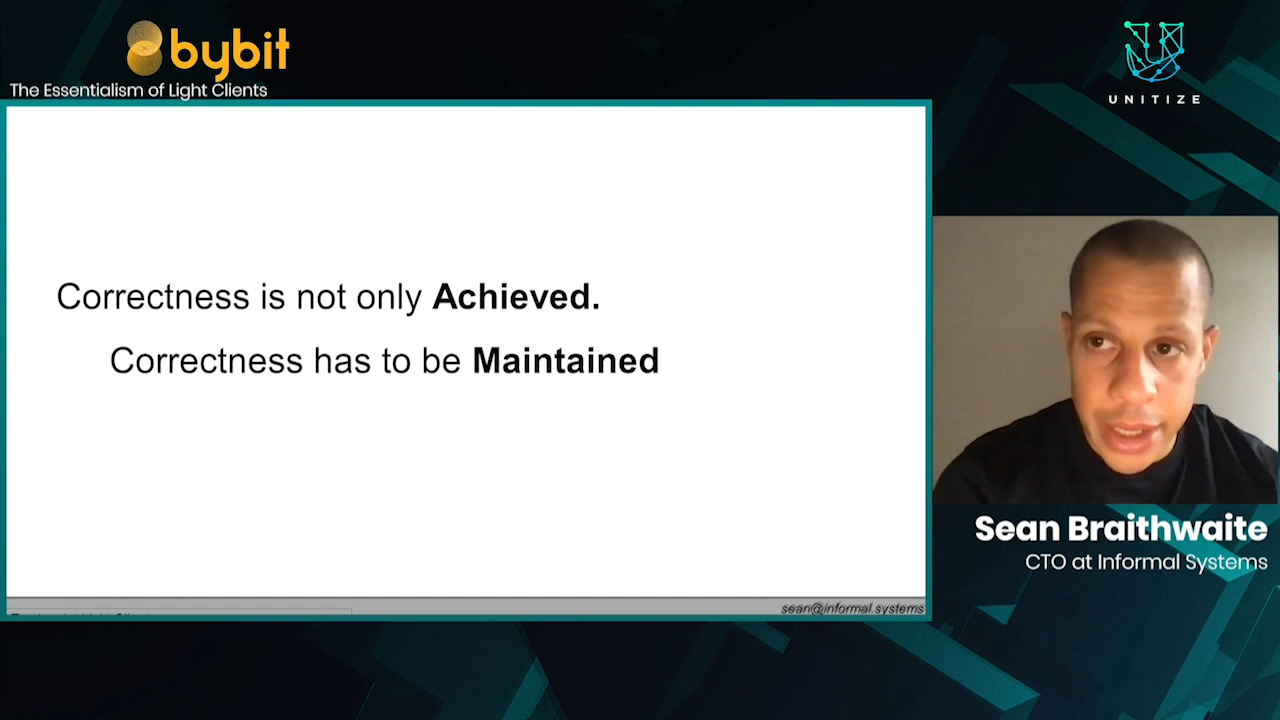 bybit
The Essentialism of Light Clients
UNITIZE
Correctness is not only Achieved.
Correctness has to be Maintained
Sean Braithwaite
CTO at Informal Systems
sean@informal.systems